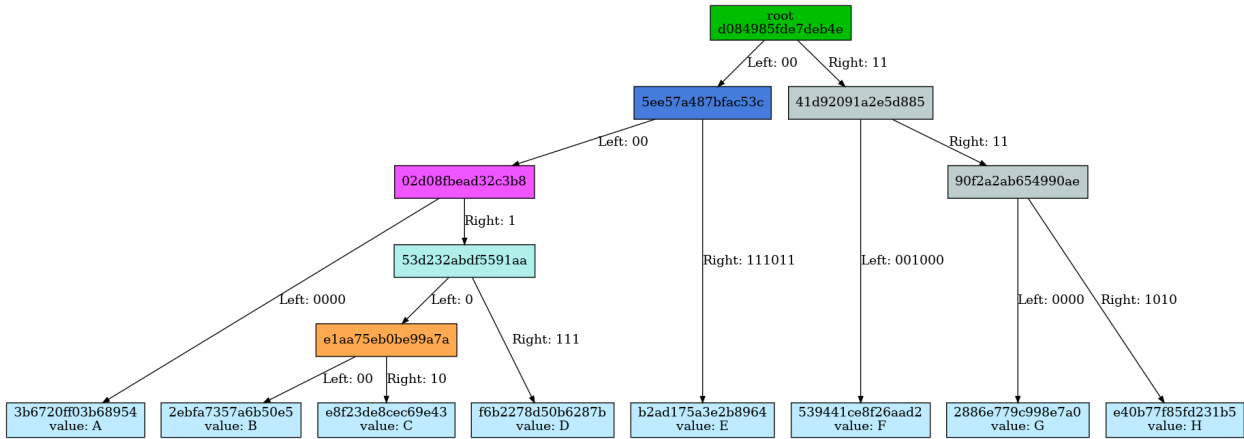 root
d084985fde7deb4e
Left: 00
Right: 11
5ee57a487bfac53c
41d92091a2e5d885
Left: 00
Right: 11
02d08fbead32c3b8
90f2a2ab654990ae
Right: 1
53d232abdf5591aa
Right: 111011
Left: 001000
Left: 0000
Left: 0
Left: 0000
Right: 1010
e1aa75eb0be99a7a
Right: 111
Left: 00
Right: 10
3b6720ff03b68954
value: A
2ebfa7357a6b50e5
value: B
e8f23de8cec69e43
value: C
f6b2278d50b6287b
value: D
b2ad175a3e2b8964
value: E
539441ce8f26aad2
value: F
2886e779c998e7a0
value: G
e40b77f85fd231b5
value: H